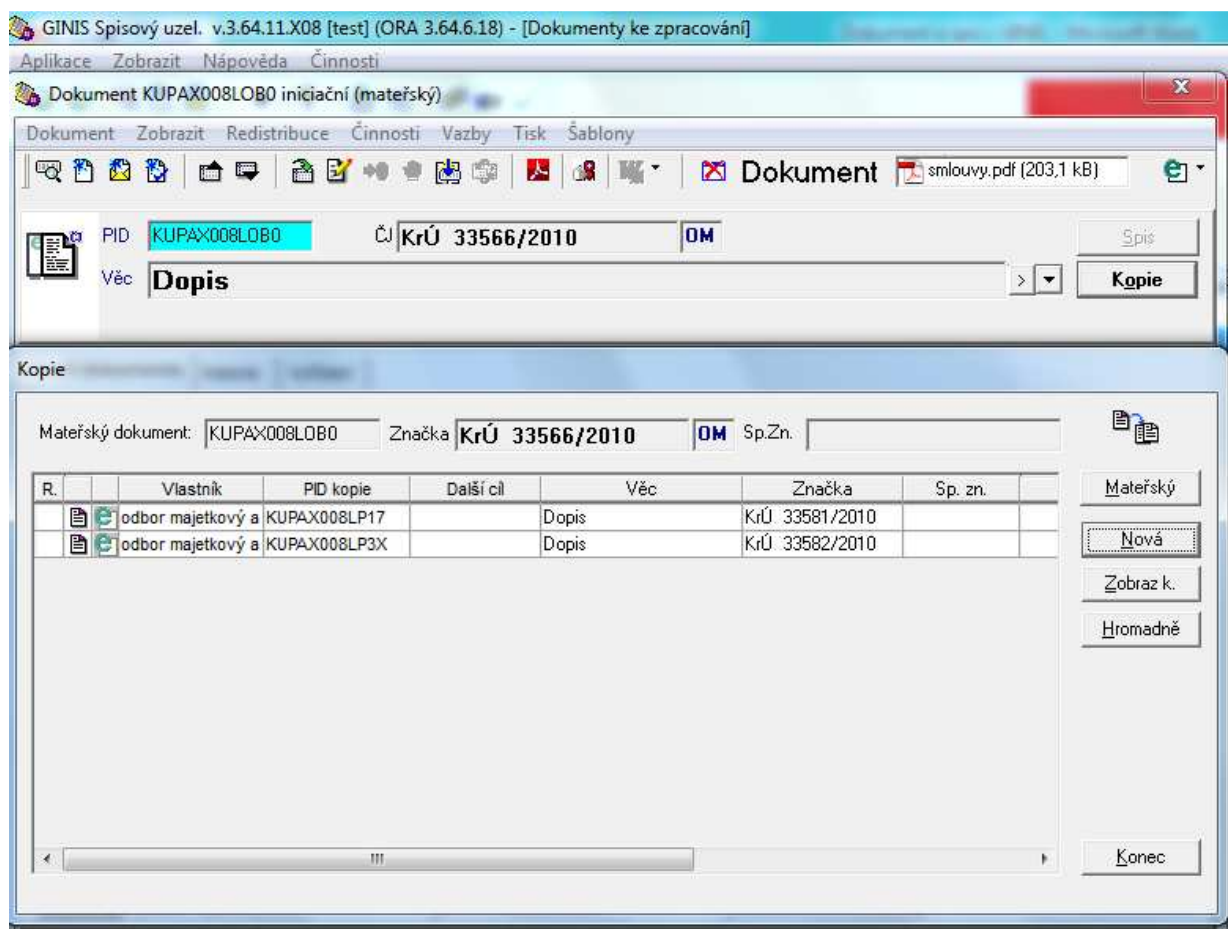 GINIS Spisový uzel. v.3.64.11.X08 [test] (ORA 3.64.6.18) - [Dokumenty ke zpracování]
Aplikace Zobrazit Nápověda Činnosti
Dokument KUPAX008LOB0 iniciační (mateřský)
Dokument Zobrazit Redistribuce Činnosti Vazby Tisk Šablony
Dokument smlouvy.pdf (203,1 kB)
PID KUPAX008LOB0 ČJ KrÚ 33566/2010 OM Spis
Věc Dopis > Kopie
Kopie
Mateřský dokument: KUPAX008LOB0 Značka KrÚ 33566/2010 OM Sp.Zn.
R. Vlastník PID kopie Další cíl Věc Značka Sp. zn. Mateřský
odbor majetkový a KUPAX008LP17 Dopis KrÚ 33581/2010
odbor majetkový a KUPAX008LP3X Dopis KrÚ 33582/2010 Nová
Zobraz k.
Hromadně
Konec